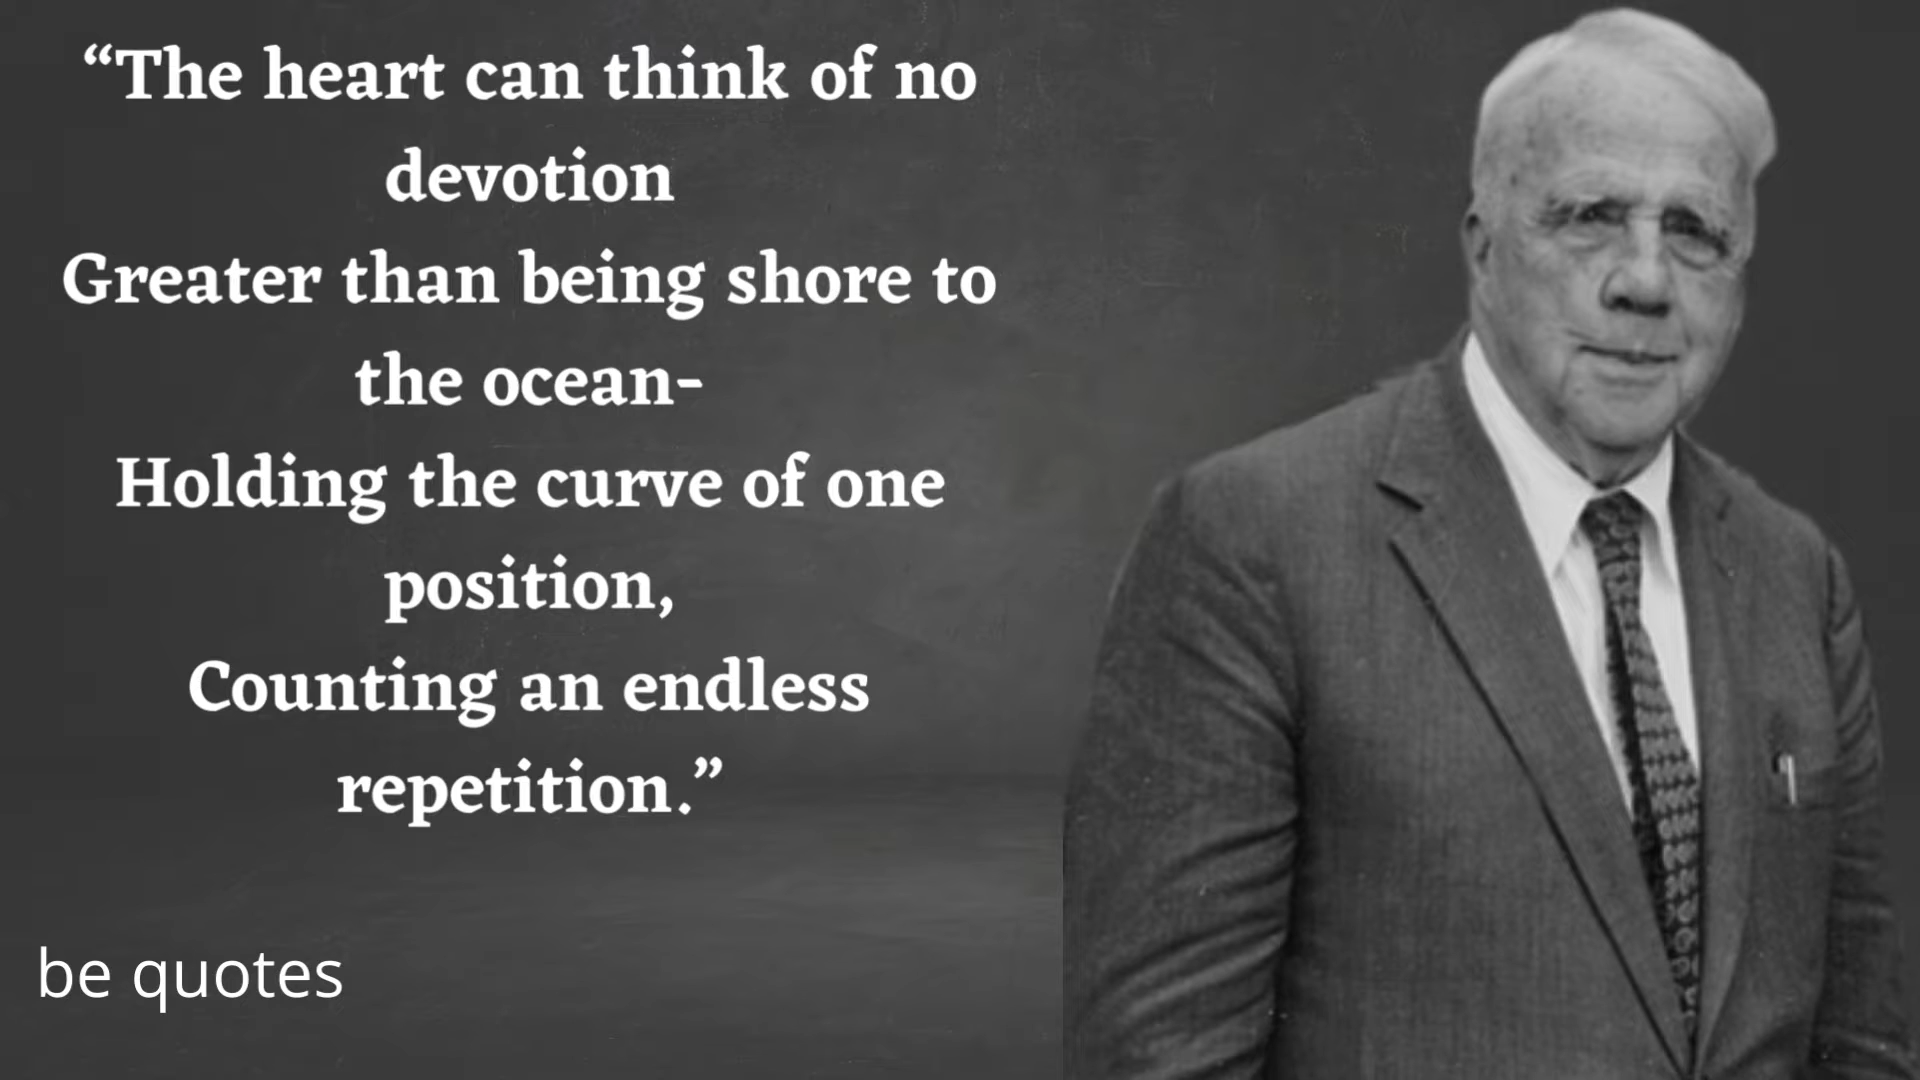 “The heart can think of no
devotion
Greater than being shore to
the ocean-
Holding the curve of one
position,
Counting an endless
repetition.”
be quotes